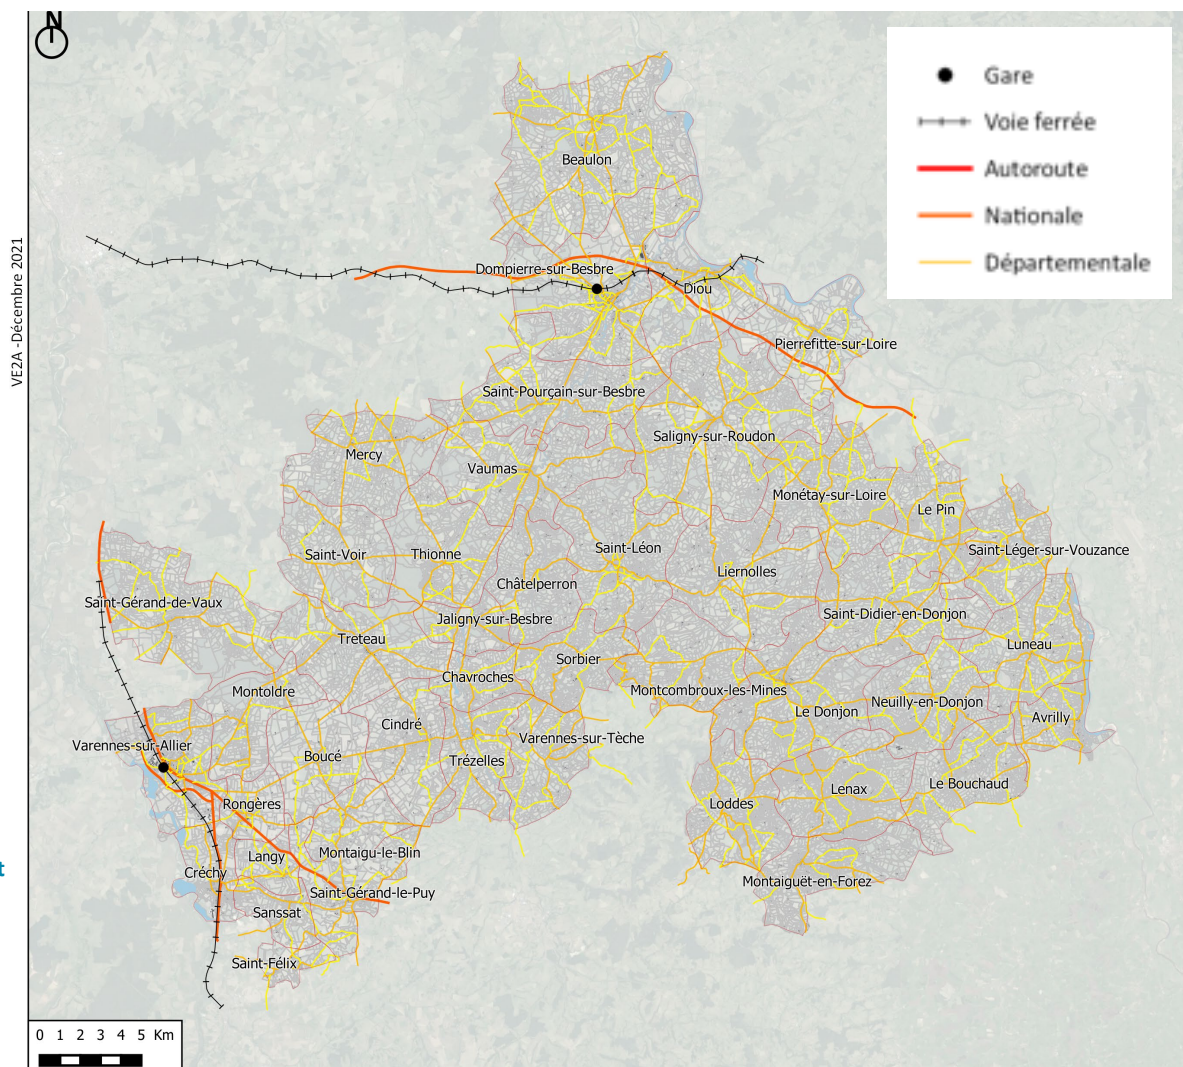 N
Gare
Voie ferrée
Autoroute
Nationale
Départementale
VE2A -Décembre 2021
Beaulon
Dompierre-sur-Besbre
Diou
Pierrefitte-sur-Loire
Saint-Pourçain-sur-Besbre
Saligny-sur-Roudon
Mercy
Vaumas
Monétay-sur-Loire
Le Pin
Saint-Voir
Thionne
Saint-Léon
Saint-Léger-sur-Vouzance
Châtelperron
Liernolles
Saint-Gérand-de-Vaux
Jaligny-sur-Besbre
Saint-Didier-en-Donjon
Treteau
Luneau
Sorbier
Chavroches
Montoldre
Montcombroux-les-Mines
Neuilly-en-Donjon
Le Donjon
Avrilly
Cindré
Varennes-sur-Allier
Varennes-sur-Tèche
Boucé
Trézelles
Le Bouchaud
Lenax
Rongères
Loddes
Langy
Montaigu-le-Blin
Créchy
Montaiguët-en-Forez
Saint-Gérand-le-Puy
Sanssat
Saint-Félix
t
0 1 2 3 4 5 Km